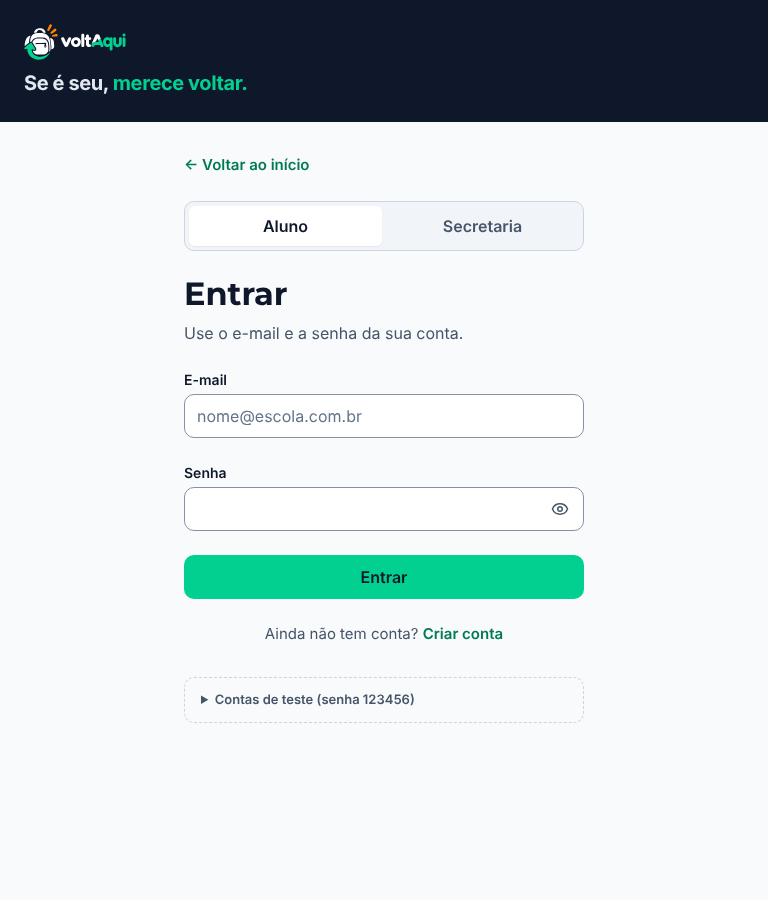 voltAqui
Se é seu, merece voltar.
← Voltar ao início
Aluno
Secretaria
Entrar
Use o e-mail e a senha da sua conta.
E-mail
nome@escola.com.br
Senha
Entrar
Ainda não tem conta? Criar conta
▶ Contas de teste (senha 123456)